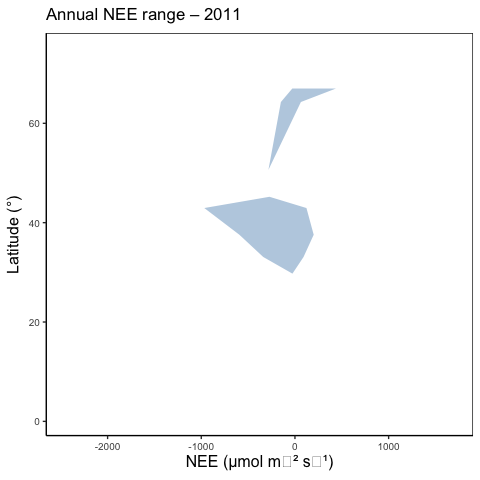 Annual NEE range – 2011
60
40
20
0
Latitude (°)
-2000 -1000 0 1000
NEE (μmol m□² s□¹)